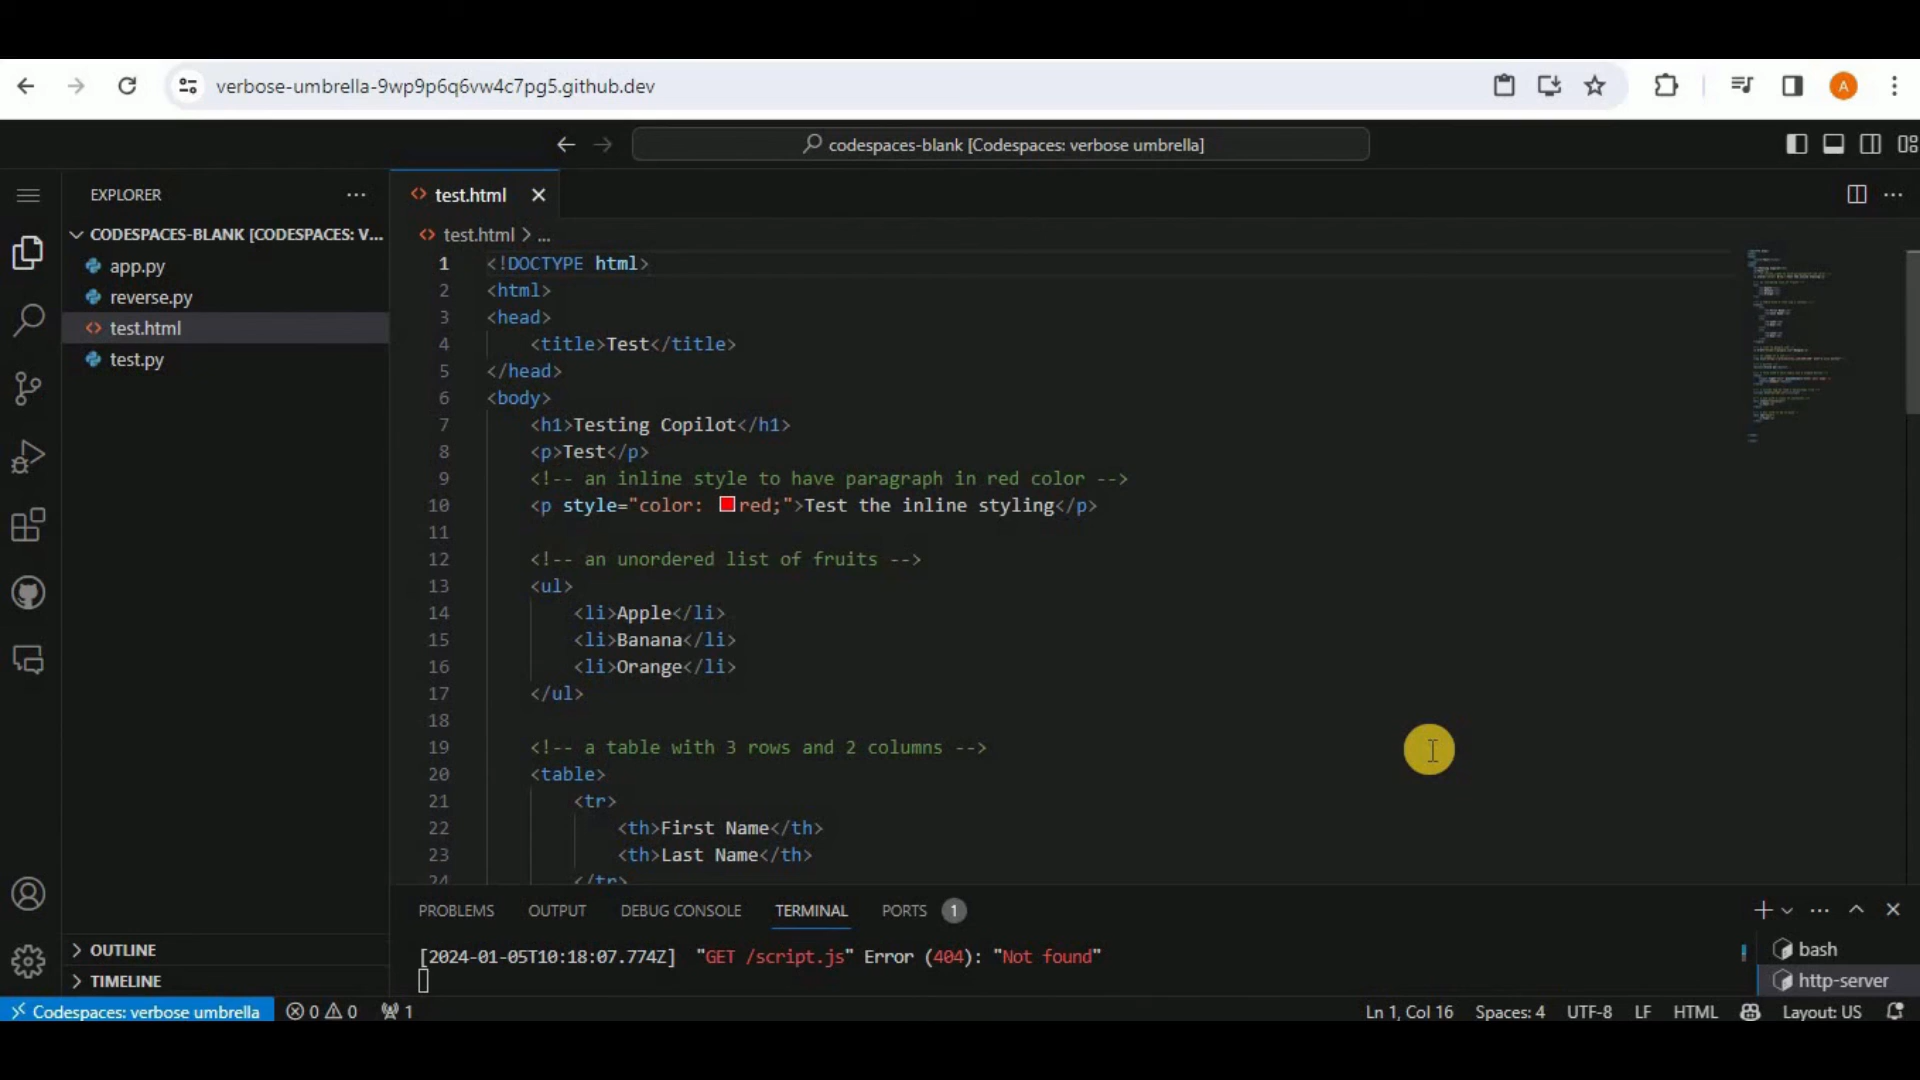 verbose-umbrella-9wp9p6q6vw4c7pg5.github.dev
A
codespaces-blank [Codespaces: verbose umbrella]
EXPLORER
CODESPACES-BLANK [CODESPACES: V...
app.py
reverse.py
test.html
test.py
OUTLINE
TIMELINE
test.html
test.html > ...
1 <!DOCTYPE html>
2 <html>
3 <head>
4 <title>Test</title>
5 </head>
6 <body>
7 <h1>Testing Copilot</h1>
8 <p>Test</p>
9 <!-- an inline style to have paragraph in red color -->
10 <p style="color: red;">Test the inline styling</p>
11
12 <!-- an unordered list of fruits -->
13 <ul>
14 <li>Apple</li>
15 <li>Banana</li>
16 <li>Orange</li>
17 </ul>
18
19 <!-- a table with 3 rows and 2 columns -->
20 <table>
21 <tr>
22 <th>First Name</th>
23 <th>Last Name</th>
24 </tr>
PROBLEMS OUTPUT DEBUG CONSOLE TERMINAL PORTS 1
[2024-01-05T10:18:07.774Z] "GET /script.js" Error (404): "Not found"
bash
http-server
Codespaces: verbose umbrella 0 0 1 Ln 1, Col 16 Spaces: 4 UTF-8 LF HTML Layout: US